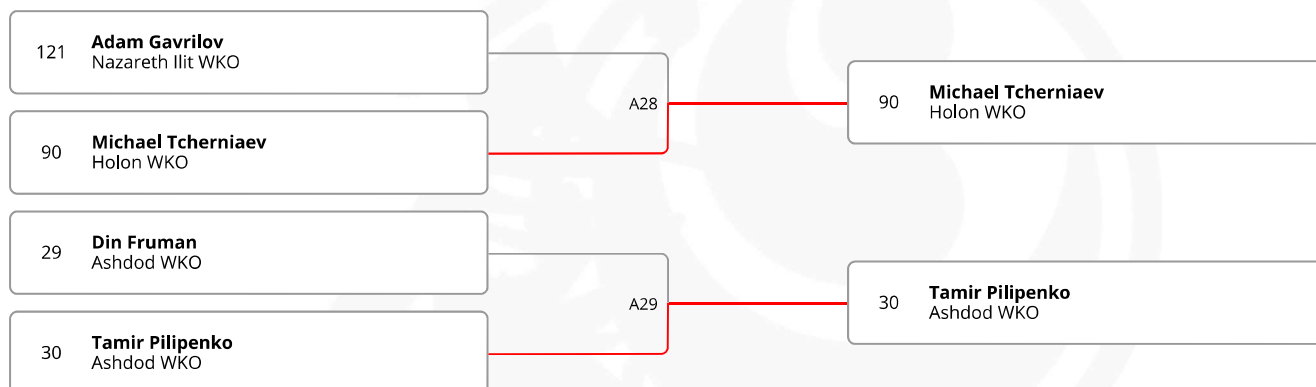 121
Adam Gavrilov
Nazareth Ilit WKO
A28
90
Michael Tcherniaev
Holon WKO
90
Michael Tcherniaev
Holon WKO
29
Din Fruman
Ashdod WKO
A29
30
Tamir Pilipenko
Ashdod WKO
30
Tamir Pilipenko
Ashdod WKO